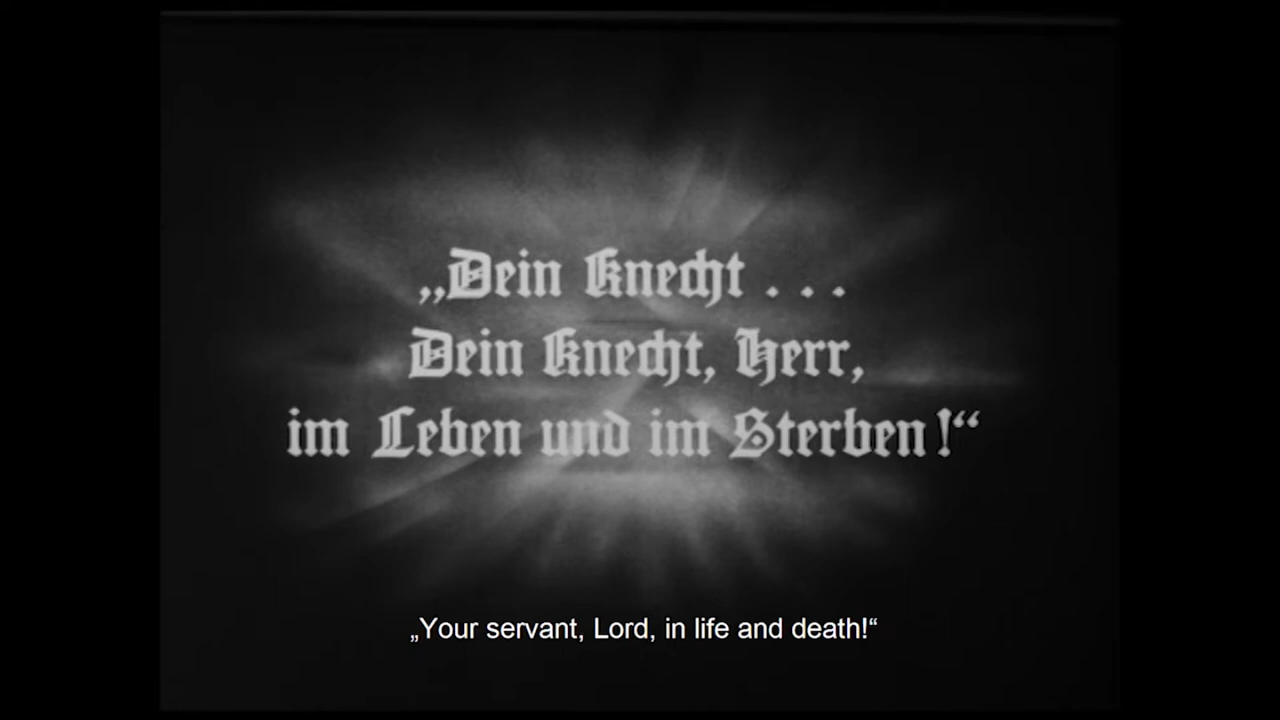 „Dein Knecht . . .
Dein Knecht, Herr,
im Leben und im Sterben!“
„Your servant, Lord, in life and death!“